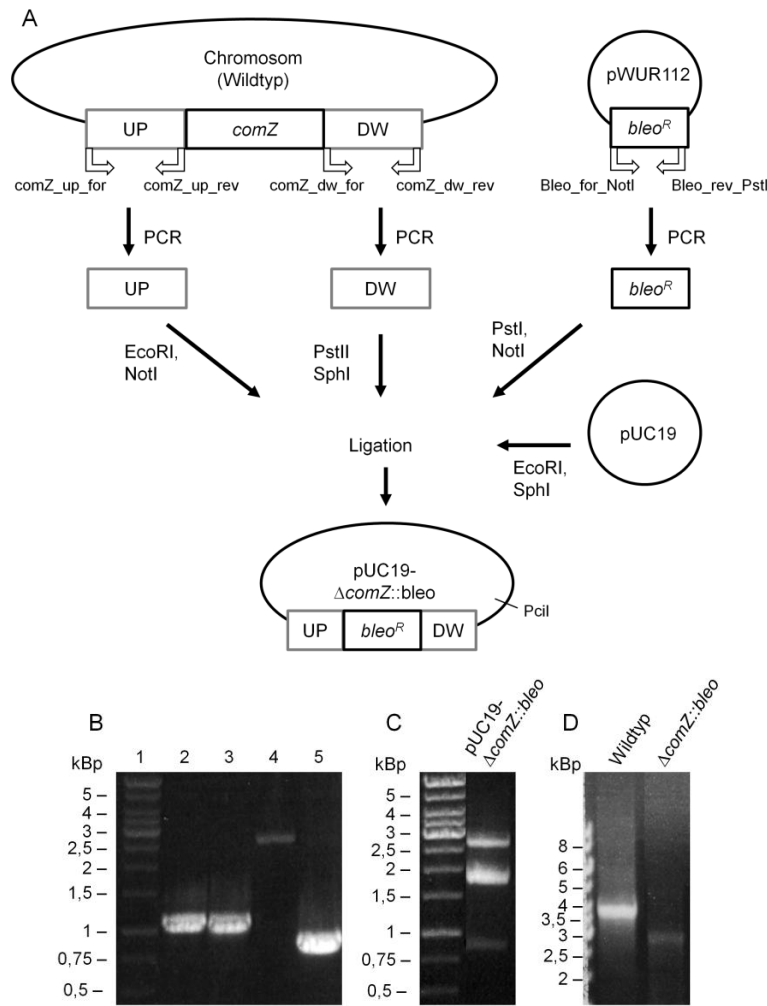 A
Chromosom
(Wildtyp)
pWUR112
UP
comZ
DW
bleoR
comZ_up_for
comZ_up_rev
comZ_dw_for
comZ_dw_rev
Bleo_for_NotI
Bleo_rev_PstI
PCR
PCR
PCR
UP
DW
bleoR
EcoRI,
NotI
PstII
SphI
PstI,
NotI
pUC19
Ligation
EcoRI,
SphI
pUC19-
ΔcomZ::bleo
PciI
UP
bleoR
DW
B
kBp
1
2
3
4
5
5
4
3
2,5
2
1,5
1
0,75
0,5
C
kBp
pUC19-
ΔcomZ::bleo
5
4
3
2,5
2
1,5
1
0,75
0,5
D
kBp
Wildtyp
ΔcomZ::bleo
8
6
5
4
3,5
3
2